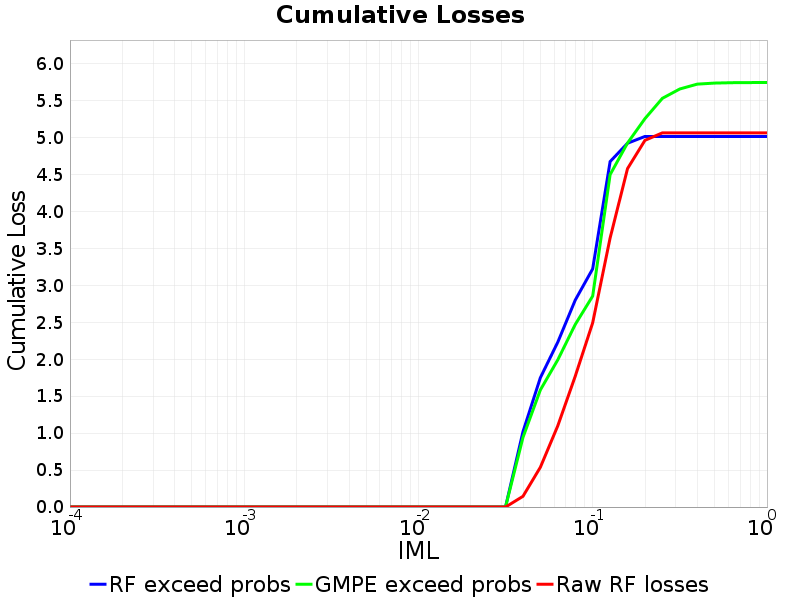 Cumulative Losses
Cumulative Loss
6.0
5.5
5.0
4.5
4.0
3.5
3.0
2.5
2.0
1.5
1.0
0.5
0.0
10^-4 10^-3 10^-2 10^-1 10^0
IML
RF exceed probs GMPE exceed probs Raw RF losses